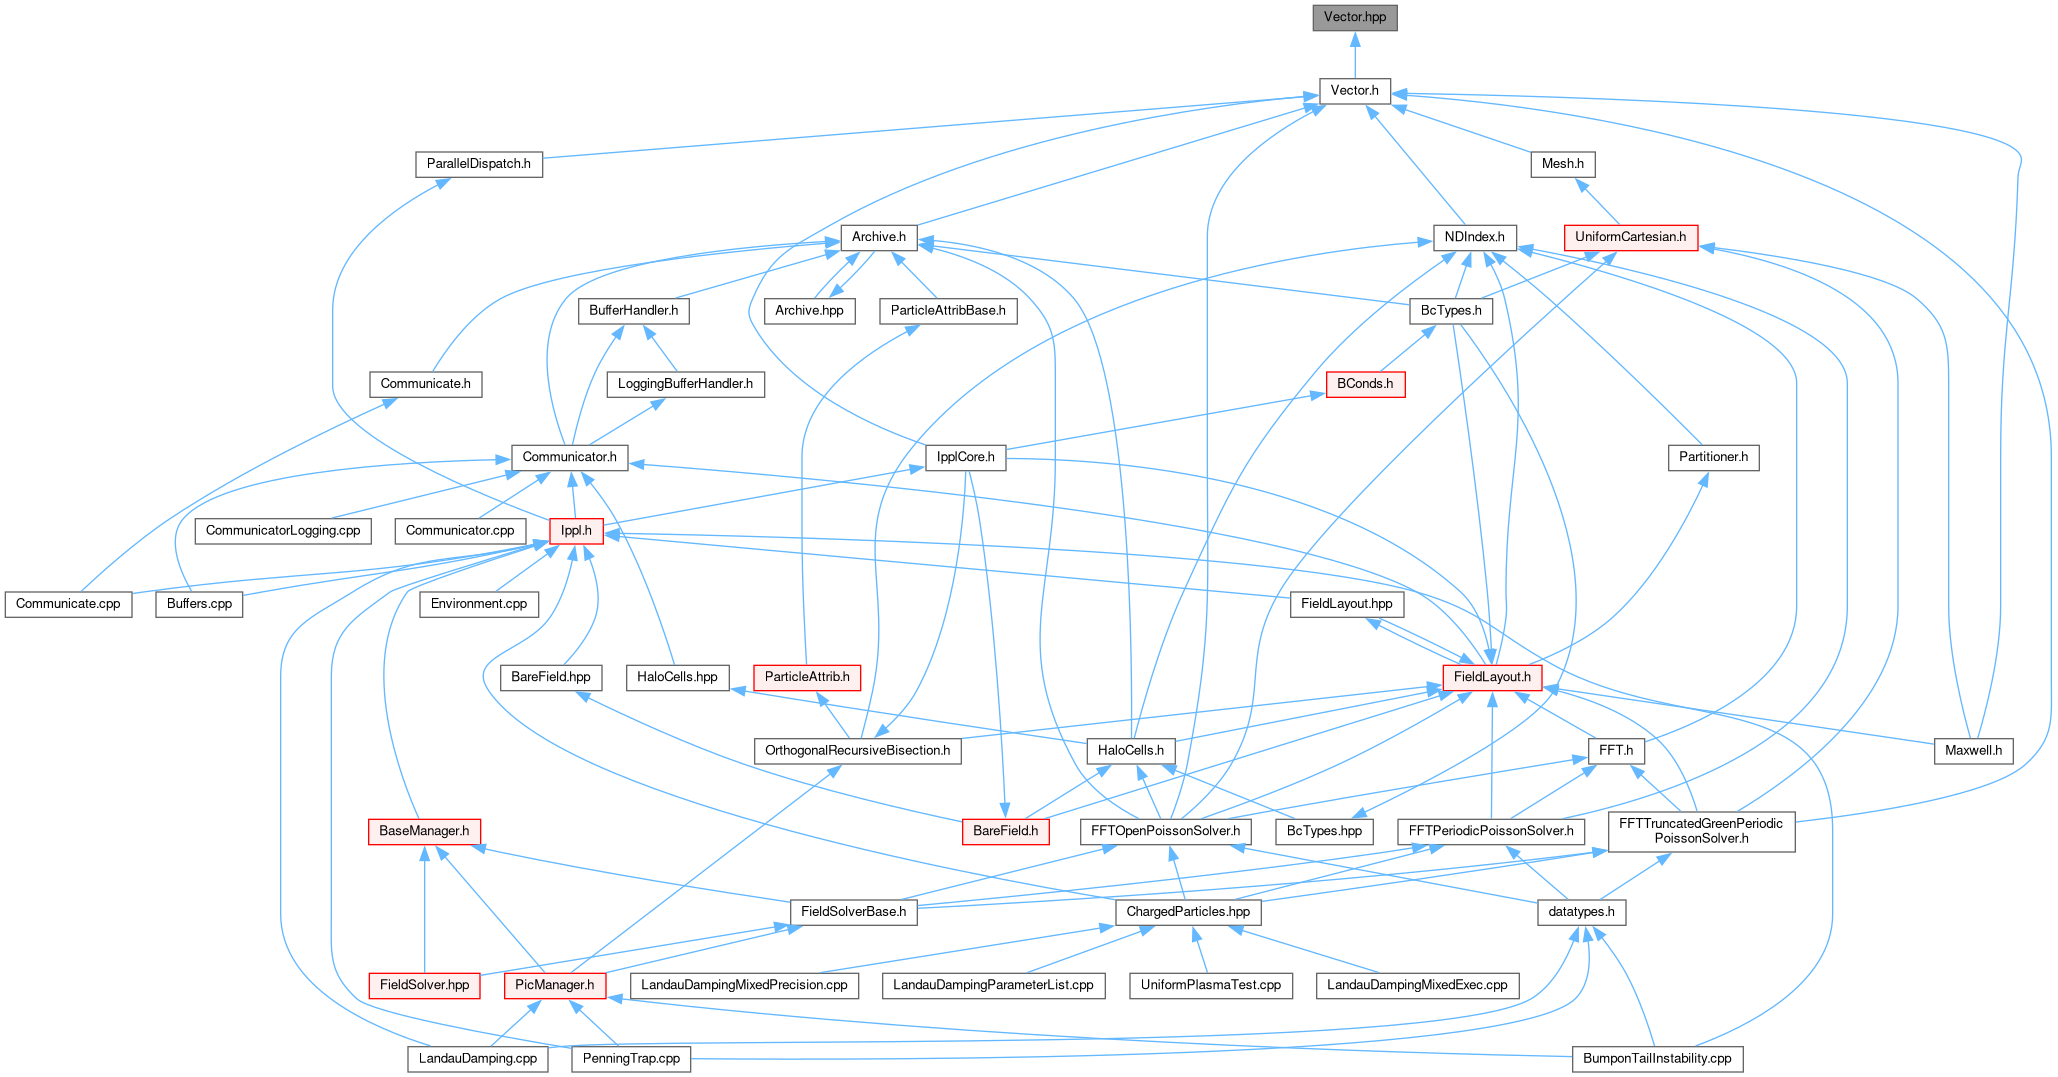 Vector.hpp
Vector.h
ParallelDispatch.h
Mesh.h
Archive.h
NDIndex.h
UniformCartesian.h
BufferHandler.h
Archive.hpp
ParticleAttribBase.h
BcTypes.h
Communicate.h
LoggingBufferHandler.h
BConds.h
Communicator.h
IpplCore.h
Partitioner.h
CommunicatorLogging.cpp
Communicator.cpp
Ippl.h
Communicate.cpp
Buffers.cpp
Environment.cpp
FieldLayout.hpp
BareField.hpp
HaloCells.hpp
ParticleAttrib.h
FieldLayout.h
OrthogonalRecursiveBisection.h
HaloCells.h
FFT.h
Maxwell.h
BaseManager.h
BareField.h
FFTOpenPoissonSolver.h
BcTypes.hpp
FFTPeriodicPoissonSolver.h
FFTTruncatedGreenPeriodic
PoissonSolver.h
FieldSolverBase.h
ChargedParticles.hpp
datatypes.h
FieldSolver.hpp
PicManager.h
LandauDampingMixedPrecision.cpp
LandauDampingParameterList.cpp
UniformPlasmaTest.cpp
LandauDampingMixedExec.cpp
LandauDamping.cpp
PenningTrap.cpp
BumponTailInstability.cpp